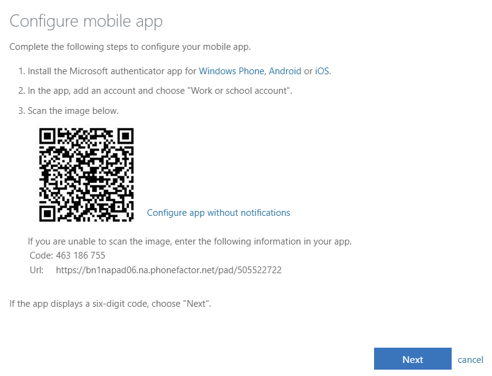 Configure mobile app
Complete the following steps to configure your mobile app.
1. Install the Microsoft authenticator app for Windows Phone, Android or iOS.
2. In the app, add an account and choose "Work or school account".
3. Scan the image below.
Configure app without notifications
If you are unable to scan the image, enter the following information in your app.
Code: 463 186 755
Url: https://bn1napad06.na.phonefactor.net/pad/505522722
If the app displays a six-digit code, choose "Next".
Next cancel